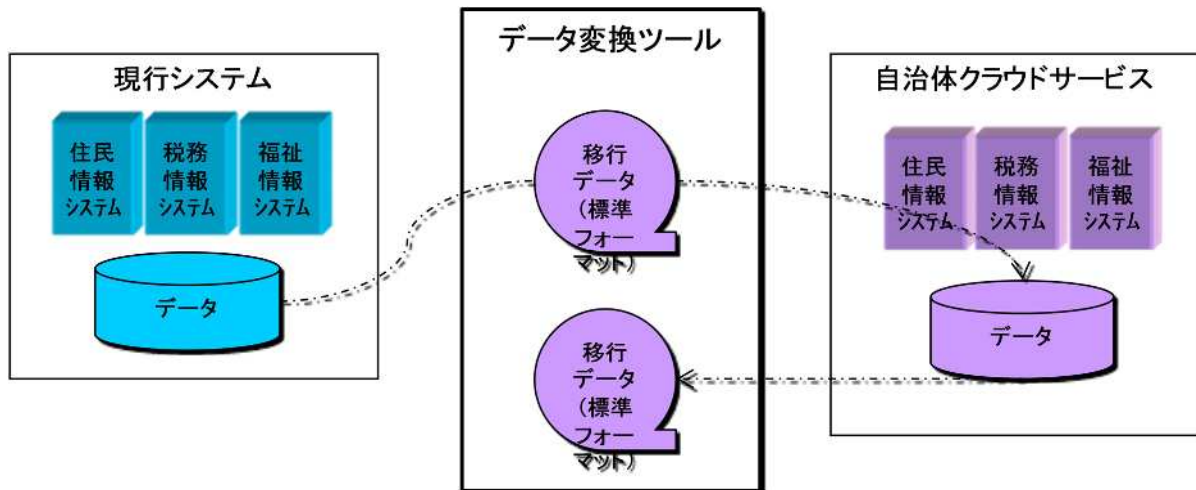 現行システム
住民
情報
システム
税務
情報
システム
福祉
情報
システム
データ
データ変換ツール
移行
データ
(標準
フォー
マット)
移行
データ
(標準
フォー
マット)
自治体クラウドサービス
住民
情報
システム
税務
情報
システム
福祉
情報
システム
データ